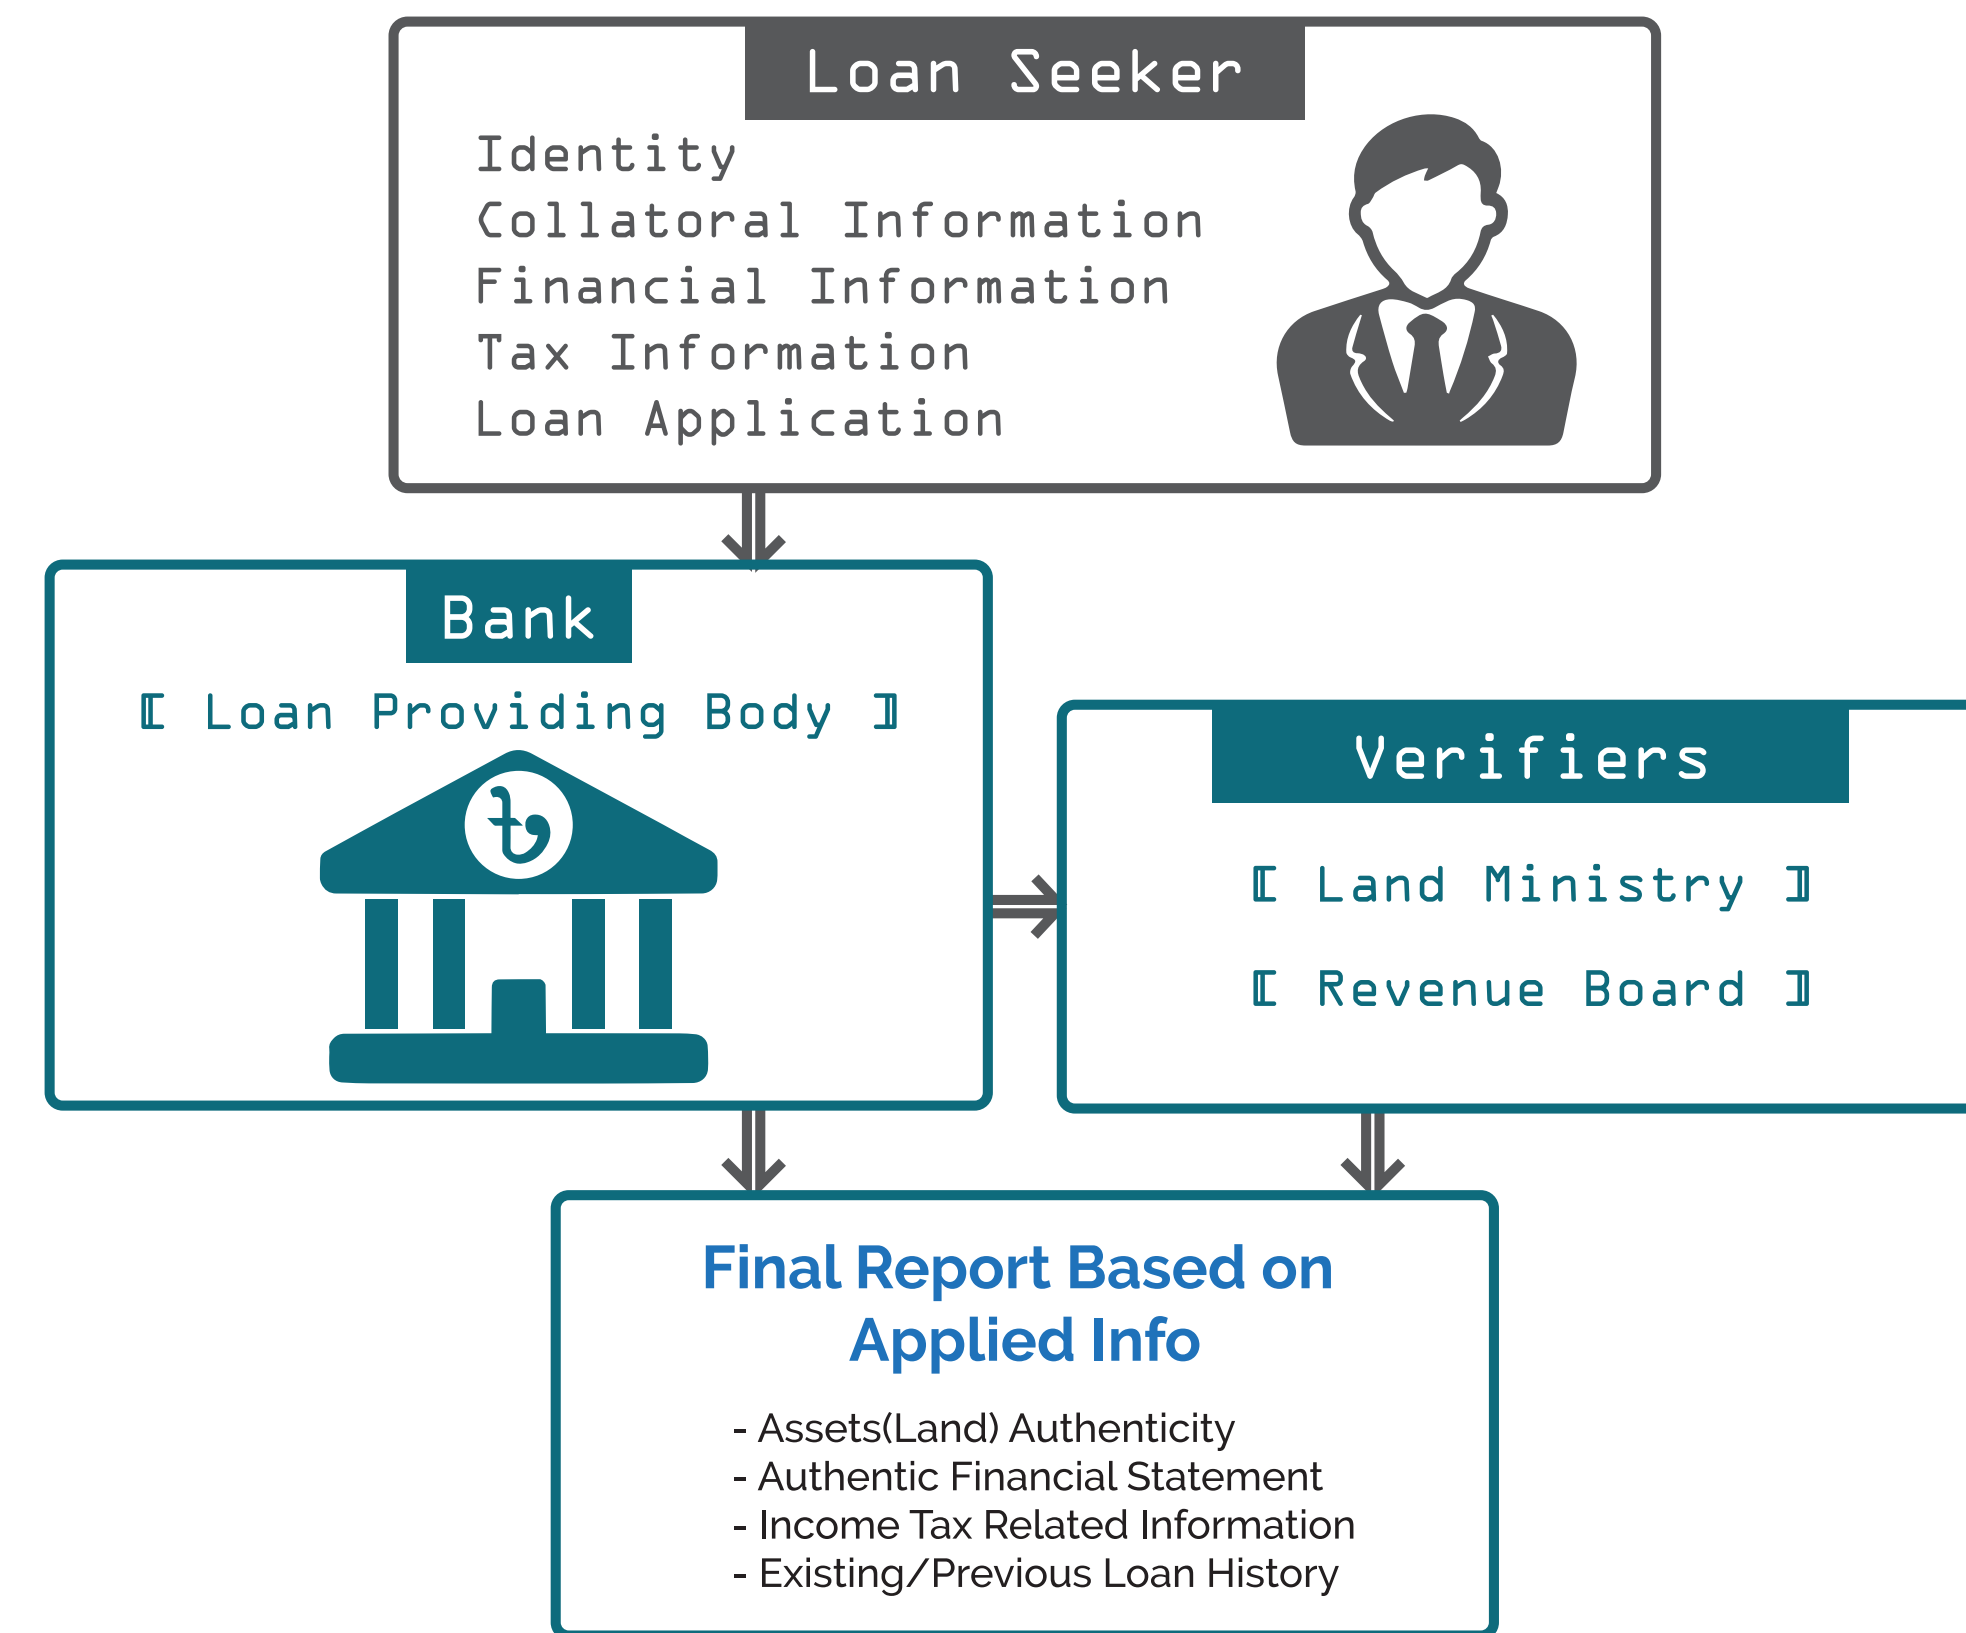 Loan Seeker
Identity
Collatoral Information
Financial Information
Tax Information
Loan Application
Bank
[ Loan Providing Body ]
৳
Verifiers
[ Land Ministry ]
[ Revenue Board ]
Final Report Based on
Applied Info
- Assets(Land) Authenticity
- Authentic Financial Statement
- Income Tax Related Information
- Existing/Previous Loan History